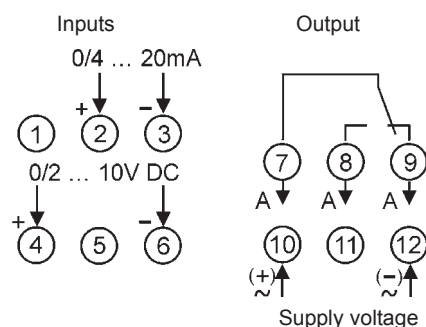 Inputs
Output
0/4 ... 20mA
+ −
1 2 3
7 8 9
0/2 ... 10V DC
A A A
+ −
4 5 6
10 11 12
(+) (−)
~ ~
Supply voltage